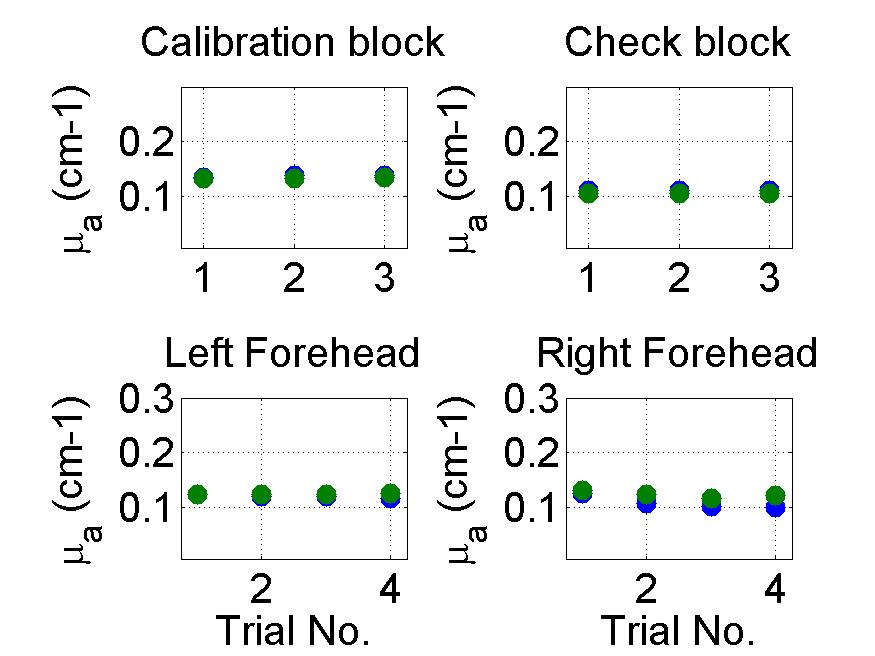 Calibration block
Check block
μa (cm-1)
0.2
0.1
1 2 3
μa (cm-1)
0.2
0.1
1 2 3
Left Forehead
Right Forehead
μa (cm-1)
0.3
0.2
0.1
2 4
Trial No.
μa (cm-1)
0.3
0.2
0.1
2 4
Trial No.